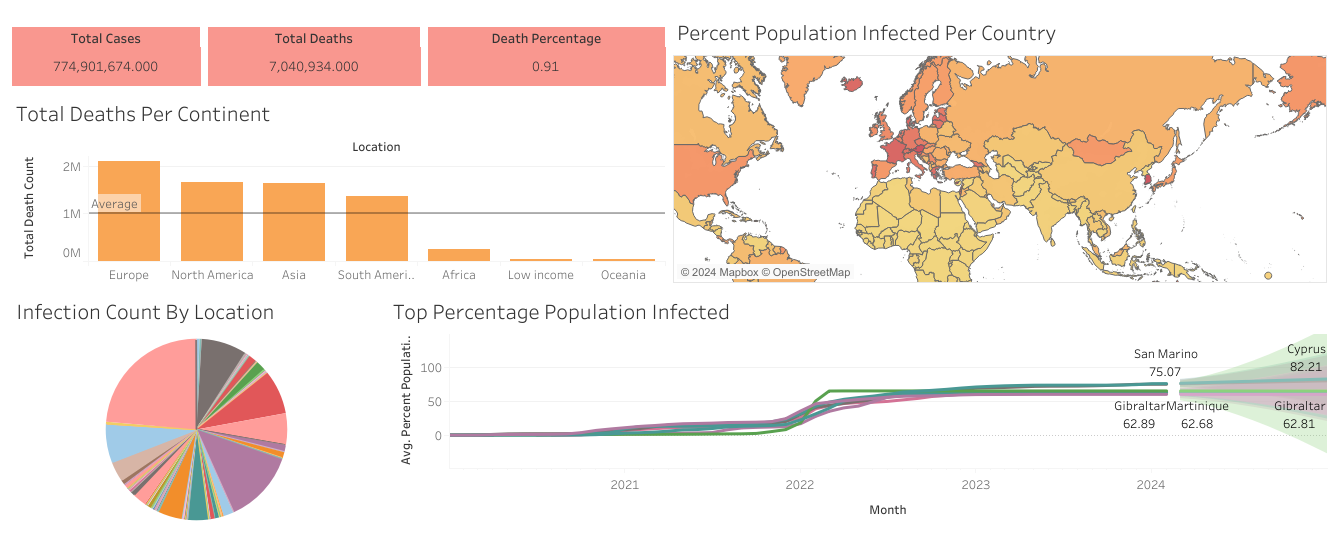 Total Cases
774,901,674.000
Total Deaths
7,040,934.000
Death Percentage
0.91
Percent Population Infected Per Country
© 2024 Mapbox © OpenStreetMap
Total Deaths Per Continent
Location
Total Death Count
2M
1M
0M
Average
Europe
North America
Asia
South Ameri..
Africa
Low income
Oceania
Infection Count By Location
Top Percentage Population Infected
Avg. Percent Populati..
100
50
0
San Marino
75.07
Cyprus
82.21
Gibraltar
62.89
Martinique
62.68
Gibraltar
62.81
2021
2022
2023
2024
Month